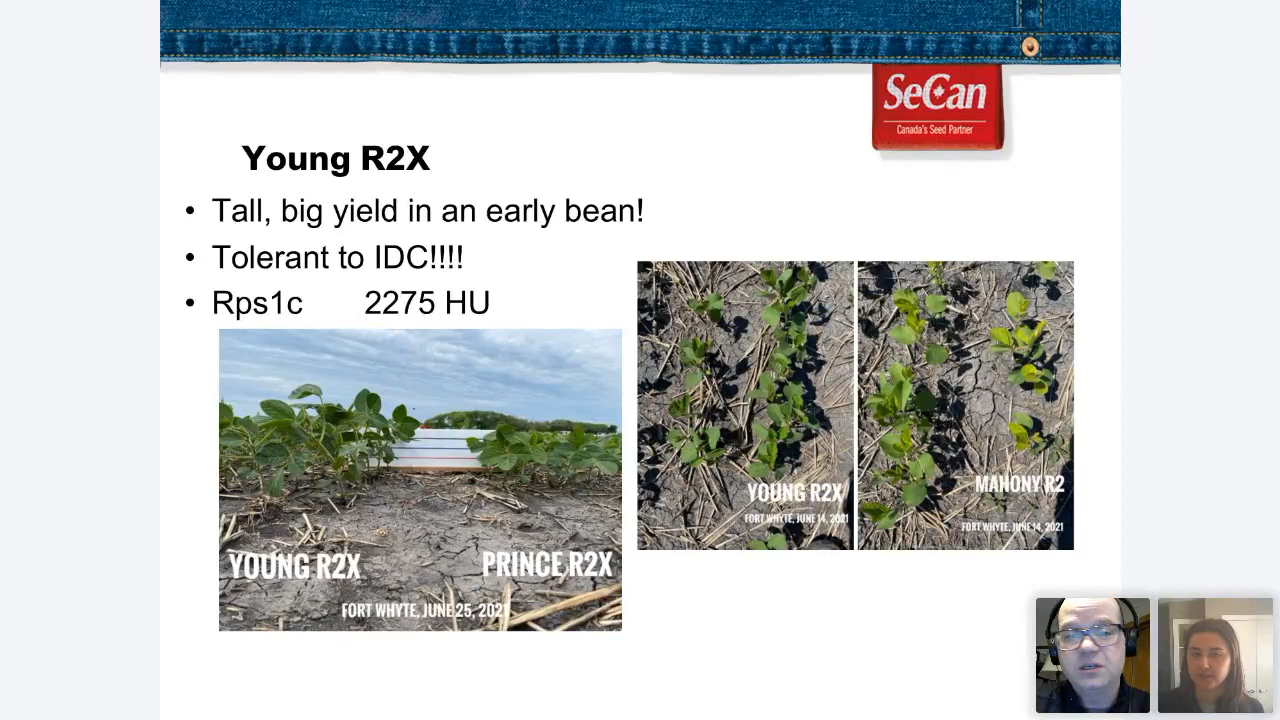 SeCan
Canada's Seed Partner
Young R2X
• Tall, big yield in an early bean!
• Tolerant to IDC!!!!
• Rps1c 2275 HU
YOUNG R2X
FORT WHYTE, JUNE 14, 2021
MAHONY R2
FORT WHYTE, JUNE 14, 2021
YOUNG R2X
PRINCE R2X
FORT WHYTE, JUNE 25, 2021